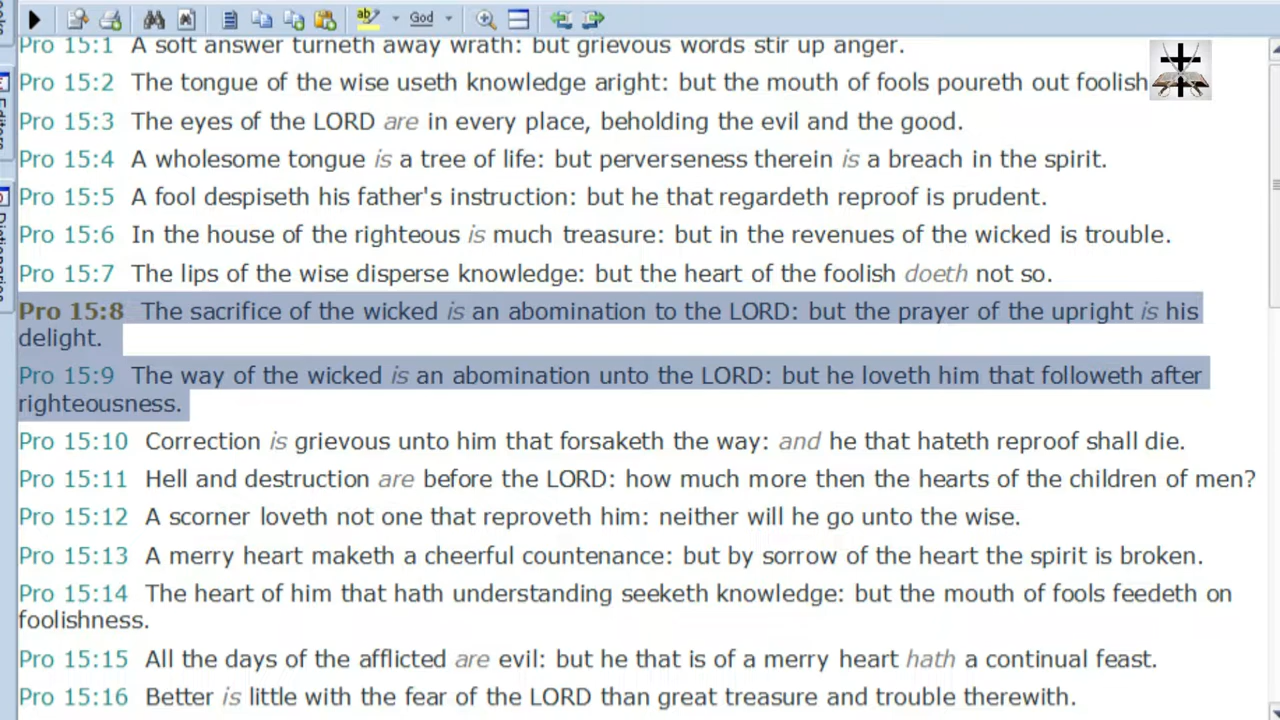 God
Pro 15:1 A soft answer turneth away wrath: but grievous words stir up anger.
Pro 15:2 The tongue of the wise useth knowledge aright: but the mouth of fools poureth out foolish
Pro 15:3 The eyes of the LORD are in every place, beholding the evil and the good.
Pro 15:4 A wholesome tongue is a tree of life: but perverseness therein is a breach in the spirit.
Pro 15:5 A fool despiseth his father's instruction: but he that regardeth reproof is prudent.
Pro 15:6 In the house of the righteous is much treasure: but in the revenues of the wicked is trouble.
Pro 15:7 The lips of the wise disperse knowledge: but the heart of the foolish doeth not so.
Pro 15:8 The sacrifice of the wicked is an abomination to the LORD: but the prayer of the upright is his
delight.
Pro 15:9 The way of the wicked is an abomination unto the LORD: but he loveth him that followeth after
righteousness.
Pro 15:10 Correction is grievous unto him that forsaketh the way: and he that hateth reproof shall die.
Pro 15:11 Hell and destruction are before the LORD: how much more then the hearts of the children of men?
Pro 15:12 A scorner loveth not one that reproveth him: neither will he go unto the wise.
Pro 15:13 A merry heart maketh a cheerful countenance: but by sorrow of the heart the spirit is broken.
Pro 15:14 The heart of him that hath understanding seeketh knowledge: but the mouth of fools feedeth on
foolishness.
Pro 15:15 All the days of the afflicted are evil: but he that is of a merry heart hath a continual feast.
Pro 15:16 Better is little with the fear of the LORD than great treasure and trouble therewith.